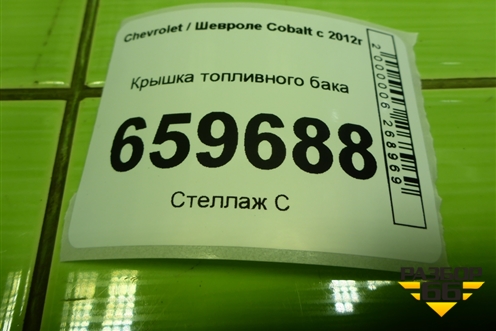 Chevrolet / Шевроле Cobalt с 2012г
Крышка топливного бака
659688
Стеллаж С
2000006268969
РАЗБОР
66